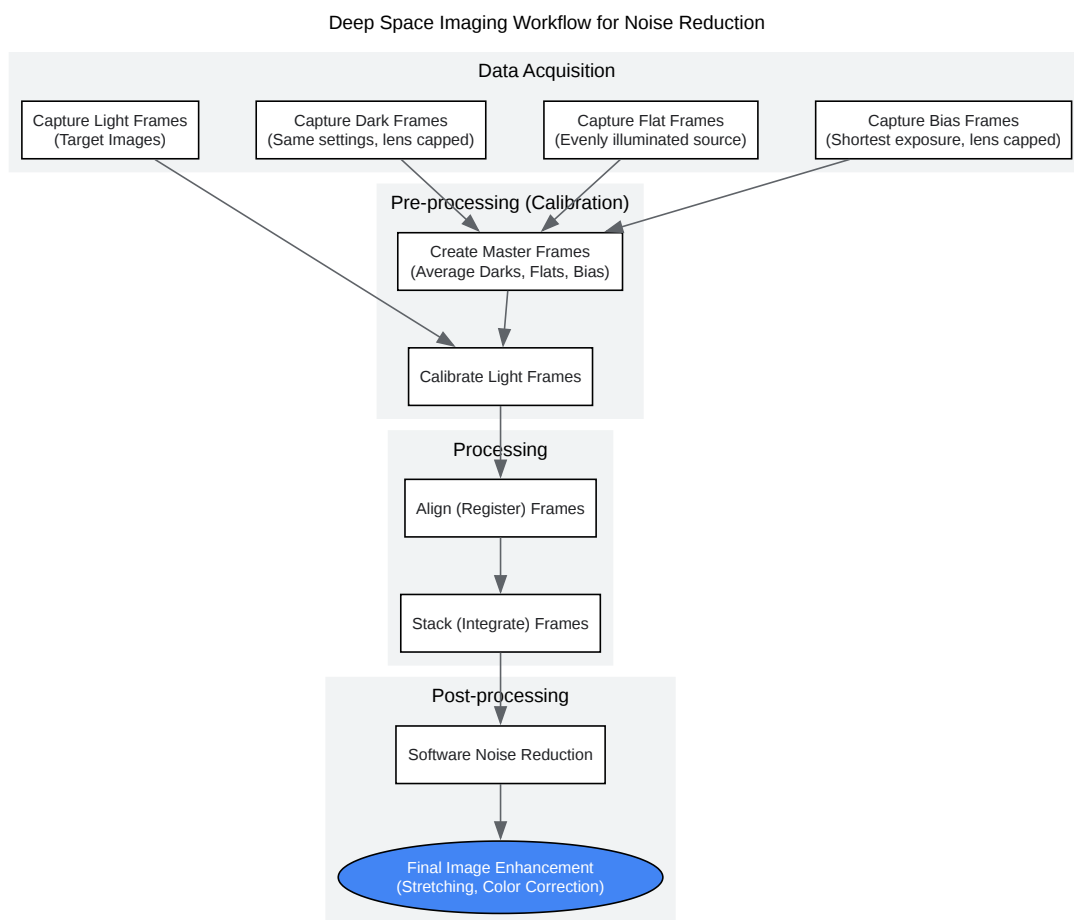 Deep Space Imaging Workflow for Noise Reduction
Data Acquisition
Capture Light Frames
(Target Images)
Capture Dark Frames
(Same settings, lens capped)
Capture Flat Frames
(Evenly illuminated source)
Capture Bias Frames
(Shortest exposure, lens capped)
Pre-processing (Calibration)
Create Master Frames
(Average Darks, Flats, Bias)
Calibrate Light Frames
Processing
Align (Register) Frames
Stack (Integrate) Frames
Post-processing
Software Noise Reduction
Final Image Enhancement
(Stretching, Color Correction)